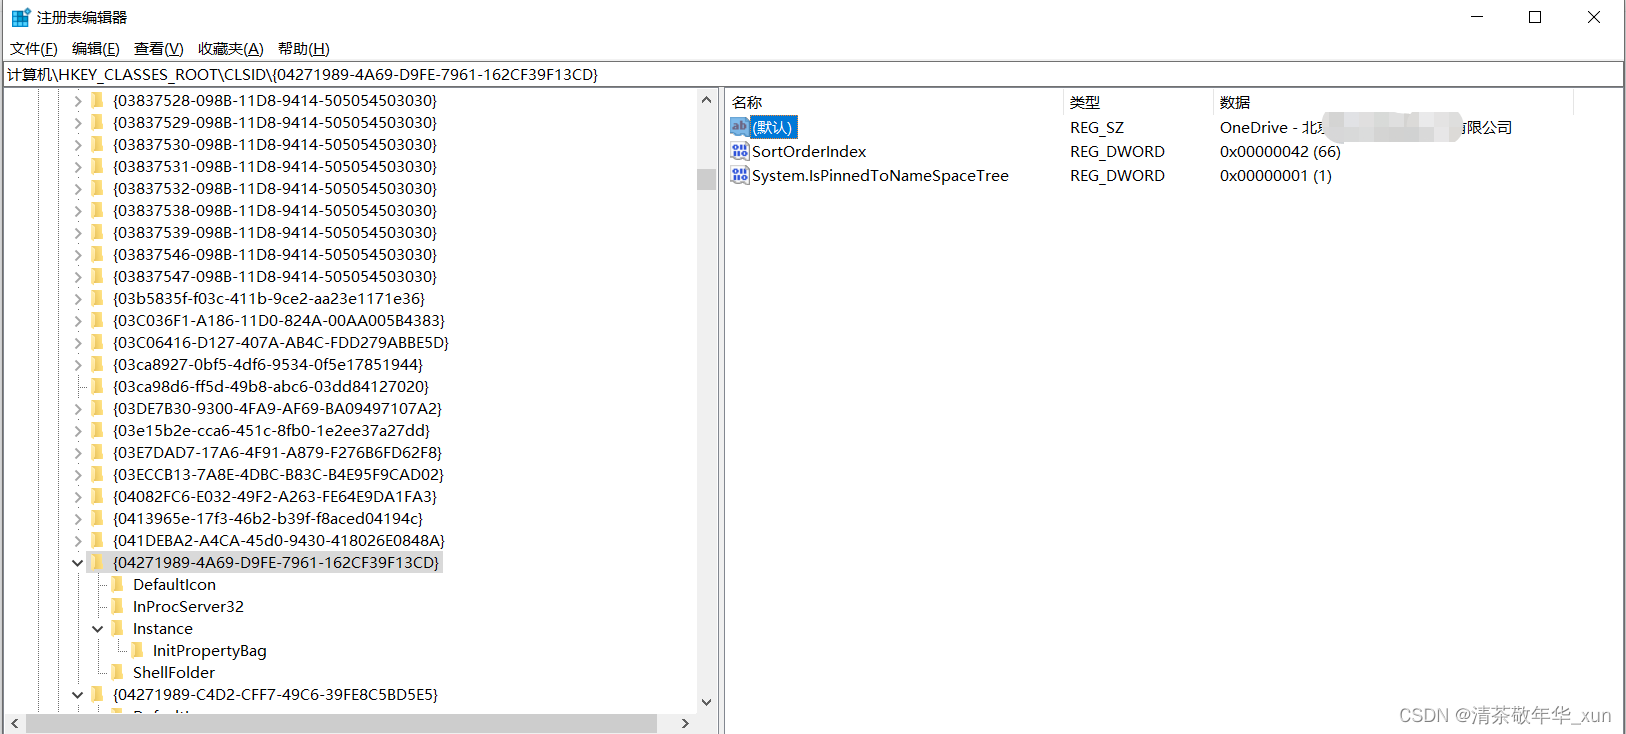 注册表编辑器
文件(F) 编辑(E) 查看(V) 收藏夹(A) 帮助(H)
计算机\HKEY_CLASSES_ROOT\CLSID\{04271989-4A69-D9FE-7961-162CF39F13CD}
{03837528-098B-11D8-9414-505054503030}
{03837529-098B-11D8-9414-505054503030}
{03837530-098B-11D8-9414-505054503030}
{03837531-098B-11D8-9414-505054503030}
{03837532-098B-11D8-9414-505054503030}
{03837538-098B-11D8-9414-505054503030}
{03837539-098B-11D8-9414-505054503030}
{03837546-098B-11D8-9414-505054503030}
{03837547-098B-11D8-9414-505054503030}
{03b5835f-f03c-411b-9ce2-aa23e1171e36}
{03C036F1-A186-11D0-824A-00AA005B4383}
{03C06416-D127-407A-AB4C-FDD279ABBE5D}
{03ca8927-0bf5-4df6-9534-0f5e17851944}
{03ca98d6-ff5d-49b8-abc6-03dd84127020}
{03DE7B30-9300-4FA9-AF69-BA09497107A2}
{03e15b2e-cca6-451c-8fb0-1e2ee37a27dd}
{03E7DAD7-17A6-4F91-A879-F276B6FD62F8}
{03ECCB13-7A8E-4DBC-B83C-B4E95F9CAD02}
{04082FC6-E032-49F2-A263-FE64E9DA1FA3}
{0413965e-17f3-46b2-b39f-f8aced04194c}
{041DEBA2-A4CA-45d0-9430-418026E0848A}
{04271989-4A69-D9FE-7961-162CF39F13CD}
DefaultIcon
InProcServer32
Instance
InitPropertyBag
ShellFolder
{04271989-C4D2-CFF7-49C6-39FE8C5BD5E5}
名称 类型 数据
(默认) REG_SZ OneDrive - 北京 有限公司
SortOrderIndex REG_DWORD 0x00000042 (66)
System.IsPinnedToNameSpaceTree REG_DWORD 0x00000001 (1)
CSDN @清茶敬年华_xun